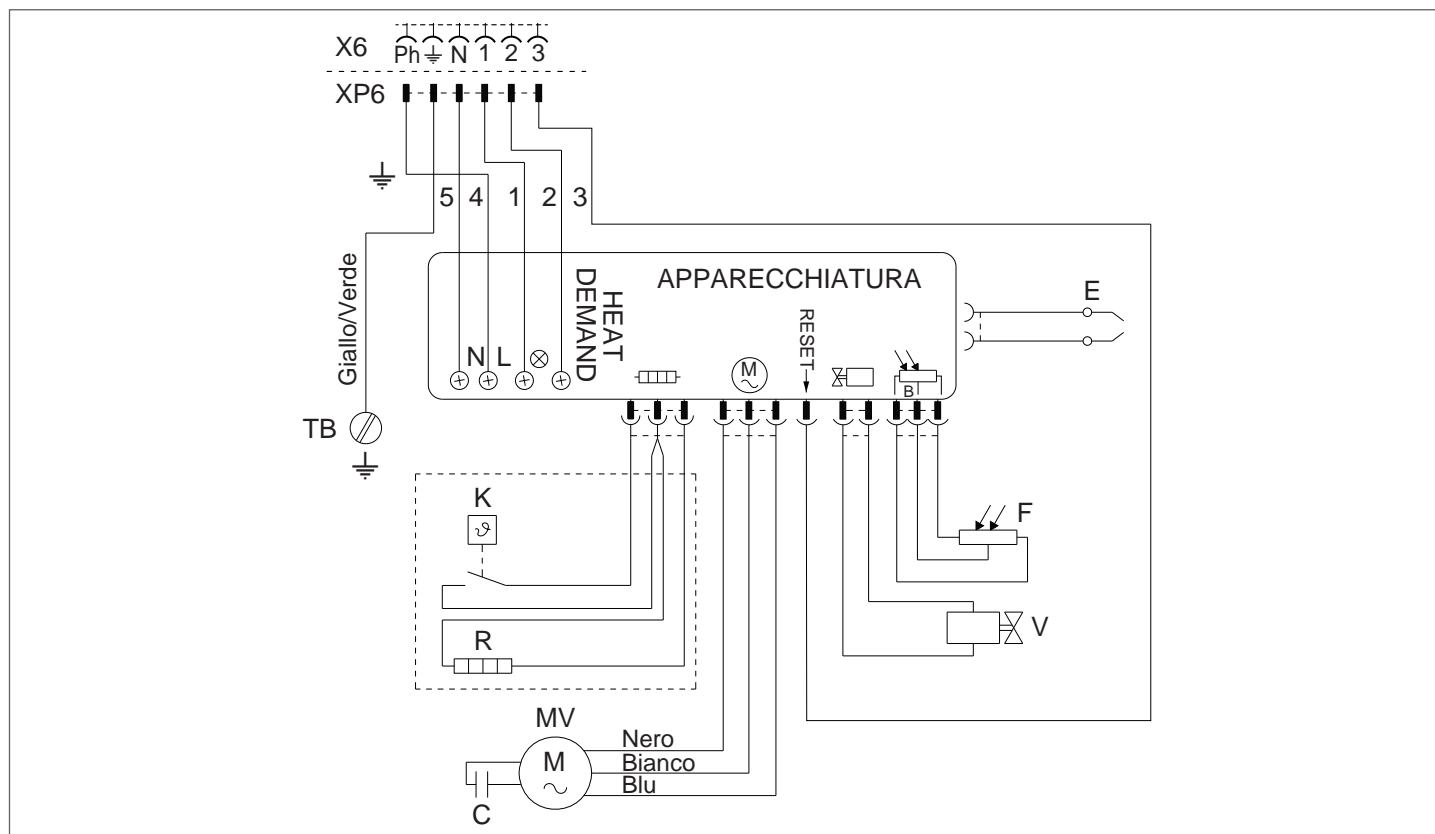 X6 Ph N 1 2 3
XP6
5 4 1 2 3
Giallo/Verde
HEAT
DEMAND
APPARECCHIATURA
E
RESET
N L
M
B
TB
K
F
ϑ
V
R
MV
Nero
M
Bianco
Blu
C